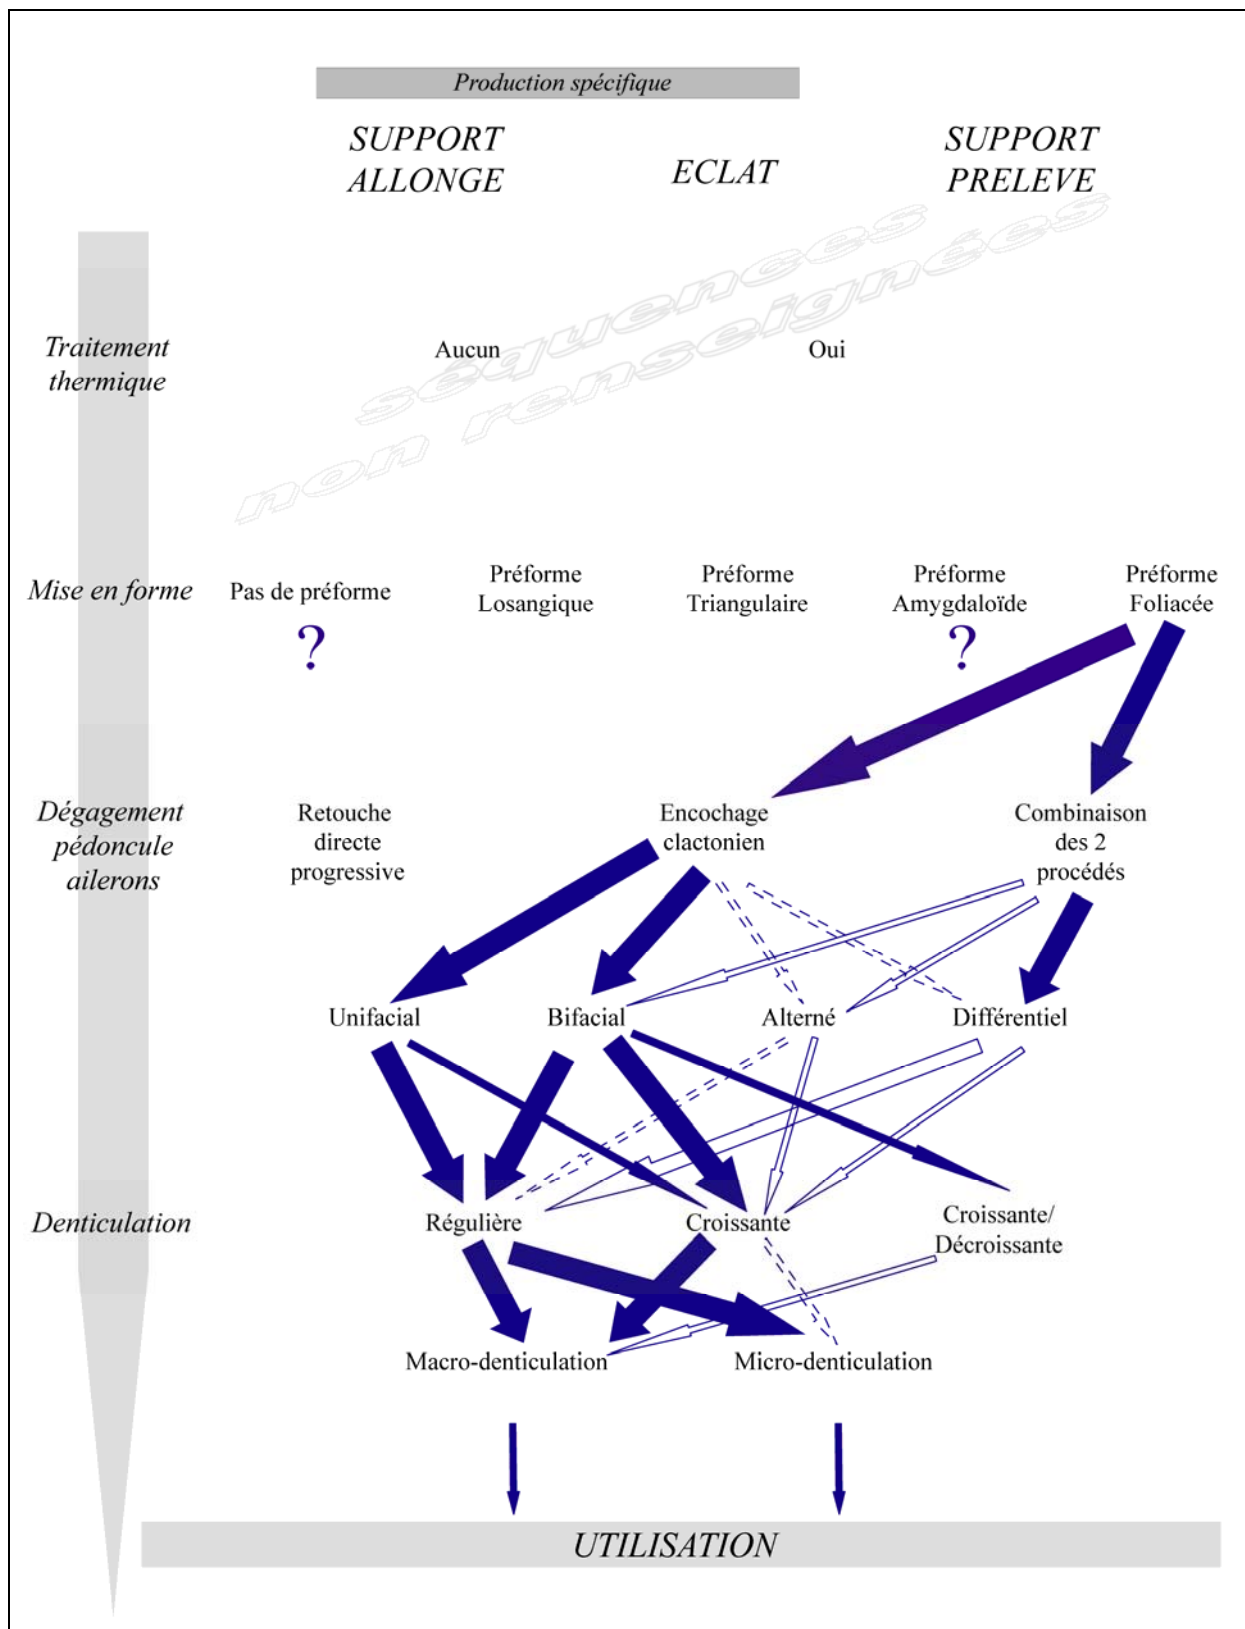 Production spécifique
SUPPORT
ALLONGE
ECLAT
SUPPORT
PRELEVE
séquences
non renseignées
Traitement
thermique
Aucun
Oui
Mise en forme
Pas de préforme
?
Préforme
Losangique
Préforme
Triangulaire
Préforme
Amygdaloïde
?
Préforme
Foliacée
Dégagement
pédoncule
ailerons
Retouche
directe
progressive
Encochage
clactonien
Combinaison
des 2
procédés
Unifacial
Bifacial
Alterné
Différentiel
Denticulation
Régulière
Croissante
Croissante/
Décroissante
Macro-denticulation
Micro-denticulation
UTILISATION